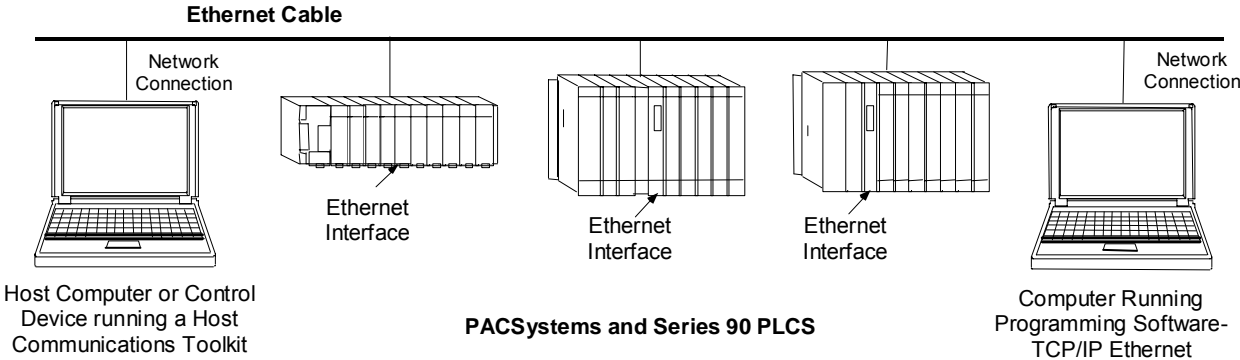 Ethernet Cable
Network
Connection
Network
Connection
Ethernet
Interface
Ethernet
Interface
Ethernet
Interface
Host Computer or Control
Device running a Host
Communications Toolkit
PACSystems and Series 90 PLCS
Computer Running
Programming Software-
TCP/IP Ethernet